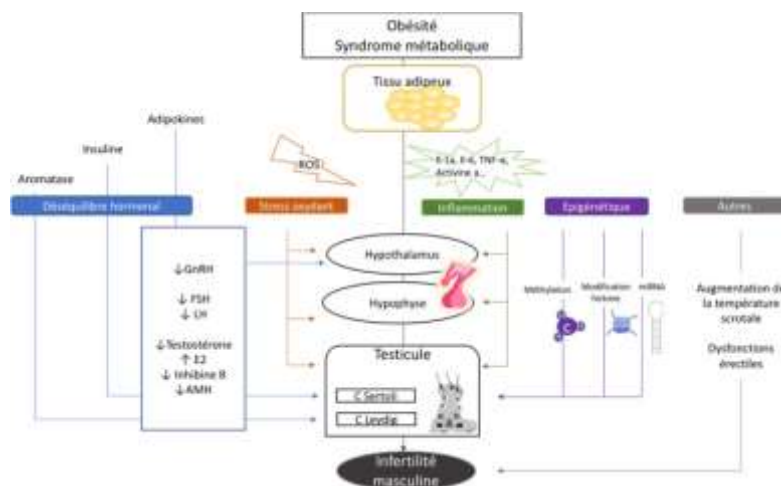 Obésité
Syndrome métabolique
Tissu adipeux
Adipokines
Insuline
Aromatase
ROS
Il-1a, Il-6, TNF-α,
Activine a...
Déséquilibre hormonal
Stress oxydant
Inflammation
Epigénétique
Autres
↓GnRH
↓ FSH
↓ LH
↓Testostérone
↑ E2
↓ Inhibine B
↓AMH
Hypothalamus
Hypophyse
Testicule
C Sertoli
C Leydig
Méthylation
Modification
histone
miRNA
Augmentation de
la température
scrotale
Dysfonctions
érectiles
Infertilité
masculine